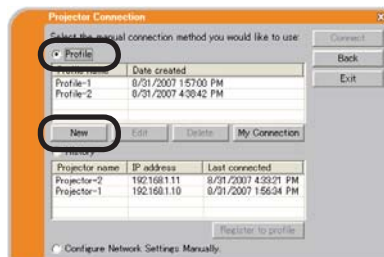 Projector Connection
Select the manual connection method you would like to use
Connect
Profile
Back
Profile name Date created
Exit
Profile-1 8/31/2007 1:57:00 PM
Profile-2 8/31/2007 4:38:42 PM
New Edit Delete My Connection
History
Projector name IP address Last connected
Projector-2 192.168.1.11 8/31/2007 4:33:21 PM
Projector-1 192.168.1.10 8/31/2007 1:56:34 PM
Register to profile
Configure Network Settings Manually.